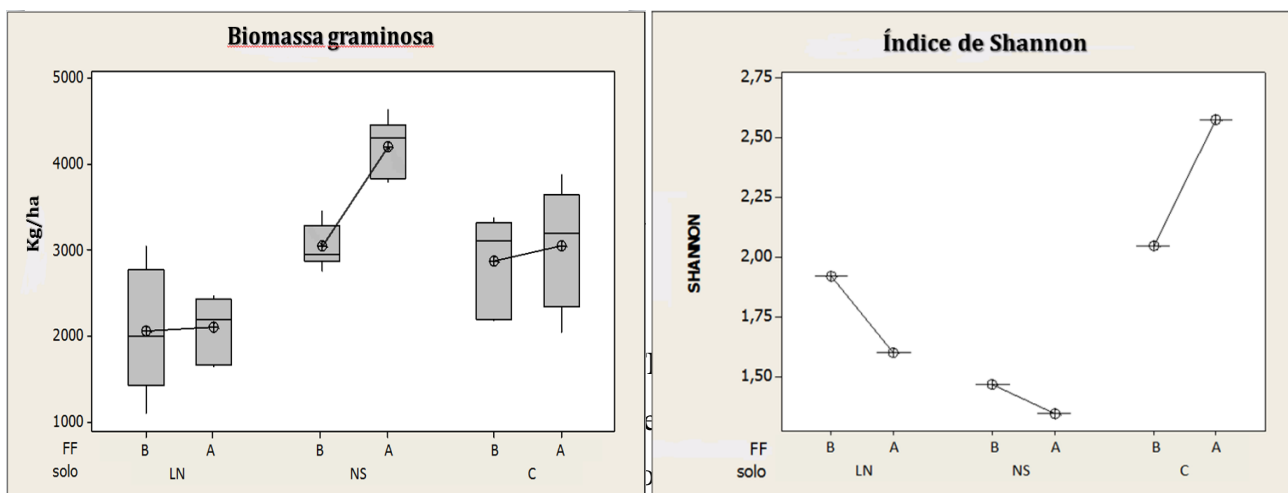 Biomassa graminosa
Kg/ha
5000
4000
3000
2000
1000
FF B A B A B A
solo LN NS C
Índice de Shannon
SHANNON
2,75
2,50
2,25
2,00
1,75
1,50
FF B A B A B A
solo LN NS C